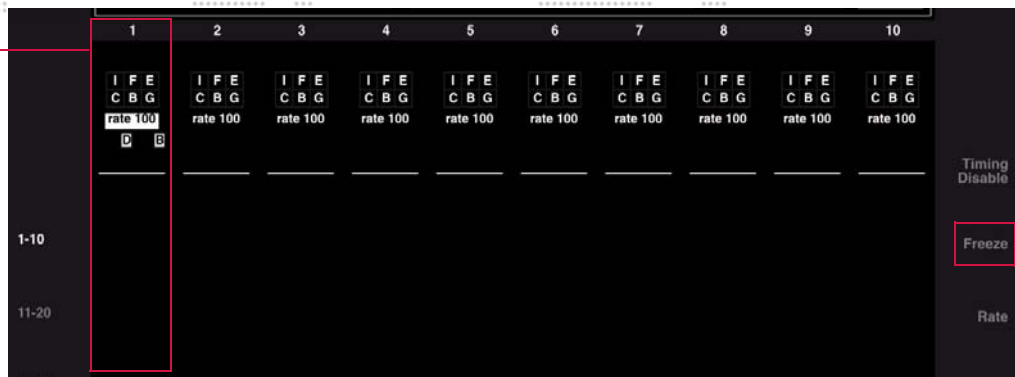 1 2 3 4 5 6 7 8 9 10
I F E I F E I F E I F E I F E I F E I F E I F E I F E I F E
C B G C B G C B G C B G C B G C B G C B G C B G C B G C B G
rate 100 rate 100 rate 100 rate 100 rate 100 rate 100 rate 100 rate 100 rate 100 rate 100
D B
Timing
Disable
1-10 Freeze
11-20 Rate